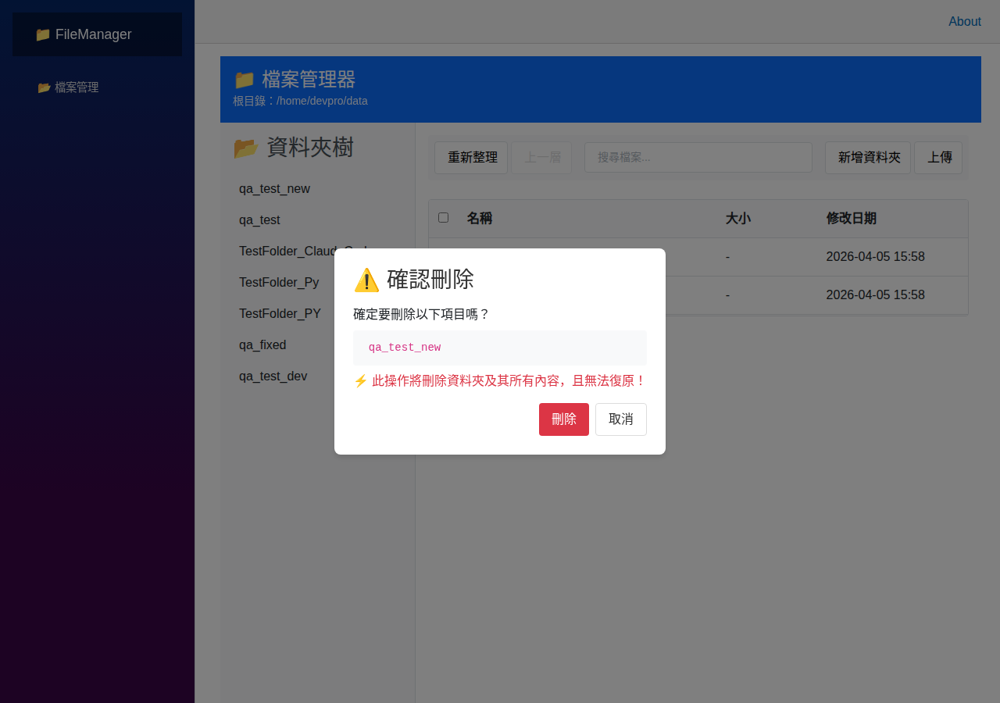 📁 FileManager
📂 檔案管理
About
📁 檔案管理器
根目錄：/home/devpro/data
📂 資料夾樹
qa_test_new
qa_test
TestFolder_Claud
TestFolder_Py
TestFolder_PY
qa_fixed
qa_test_dev
重新整理
上一層
搜尋檔案...
新增資料夾
上傳
名稱 大小 修改日期
- 2026-04-05 15:58
- 2026-04-05 15:58
⚠️ 確認刪除
確定要刪除以下項目嗎？
qa_test_new
⚡ 此操作將刪除資料夾及其所有內容，且無法復原！
刪除
取消